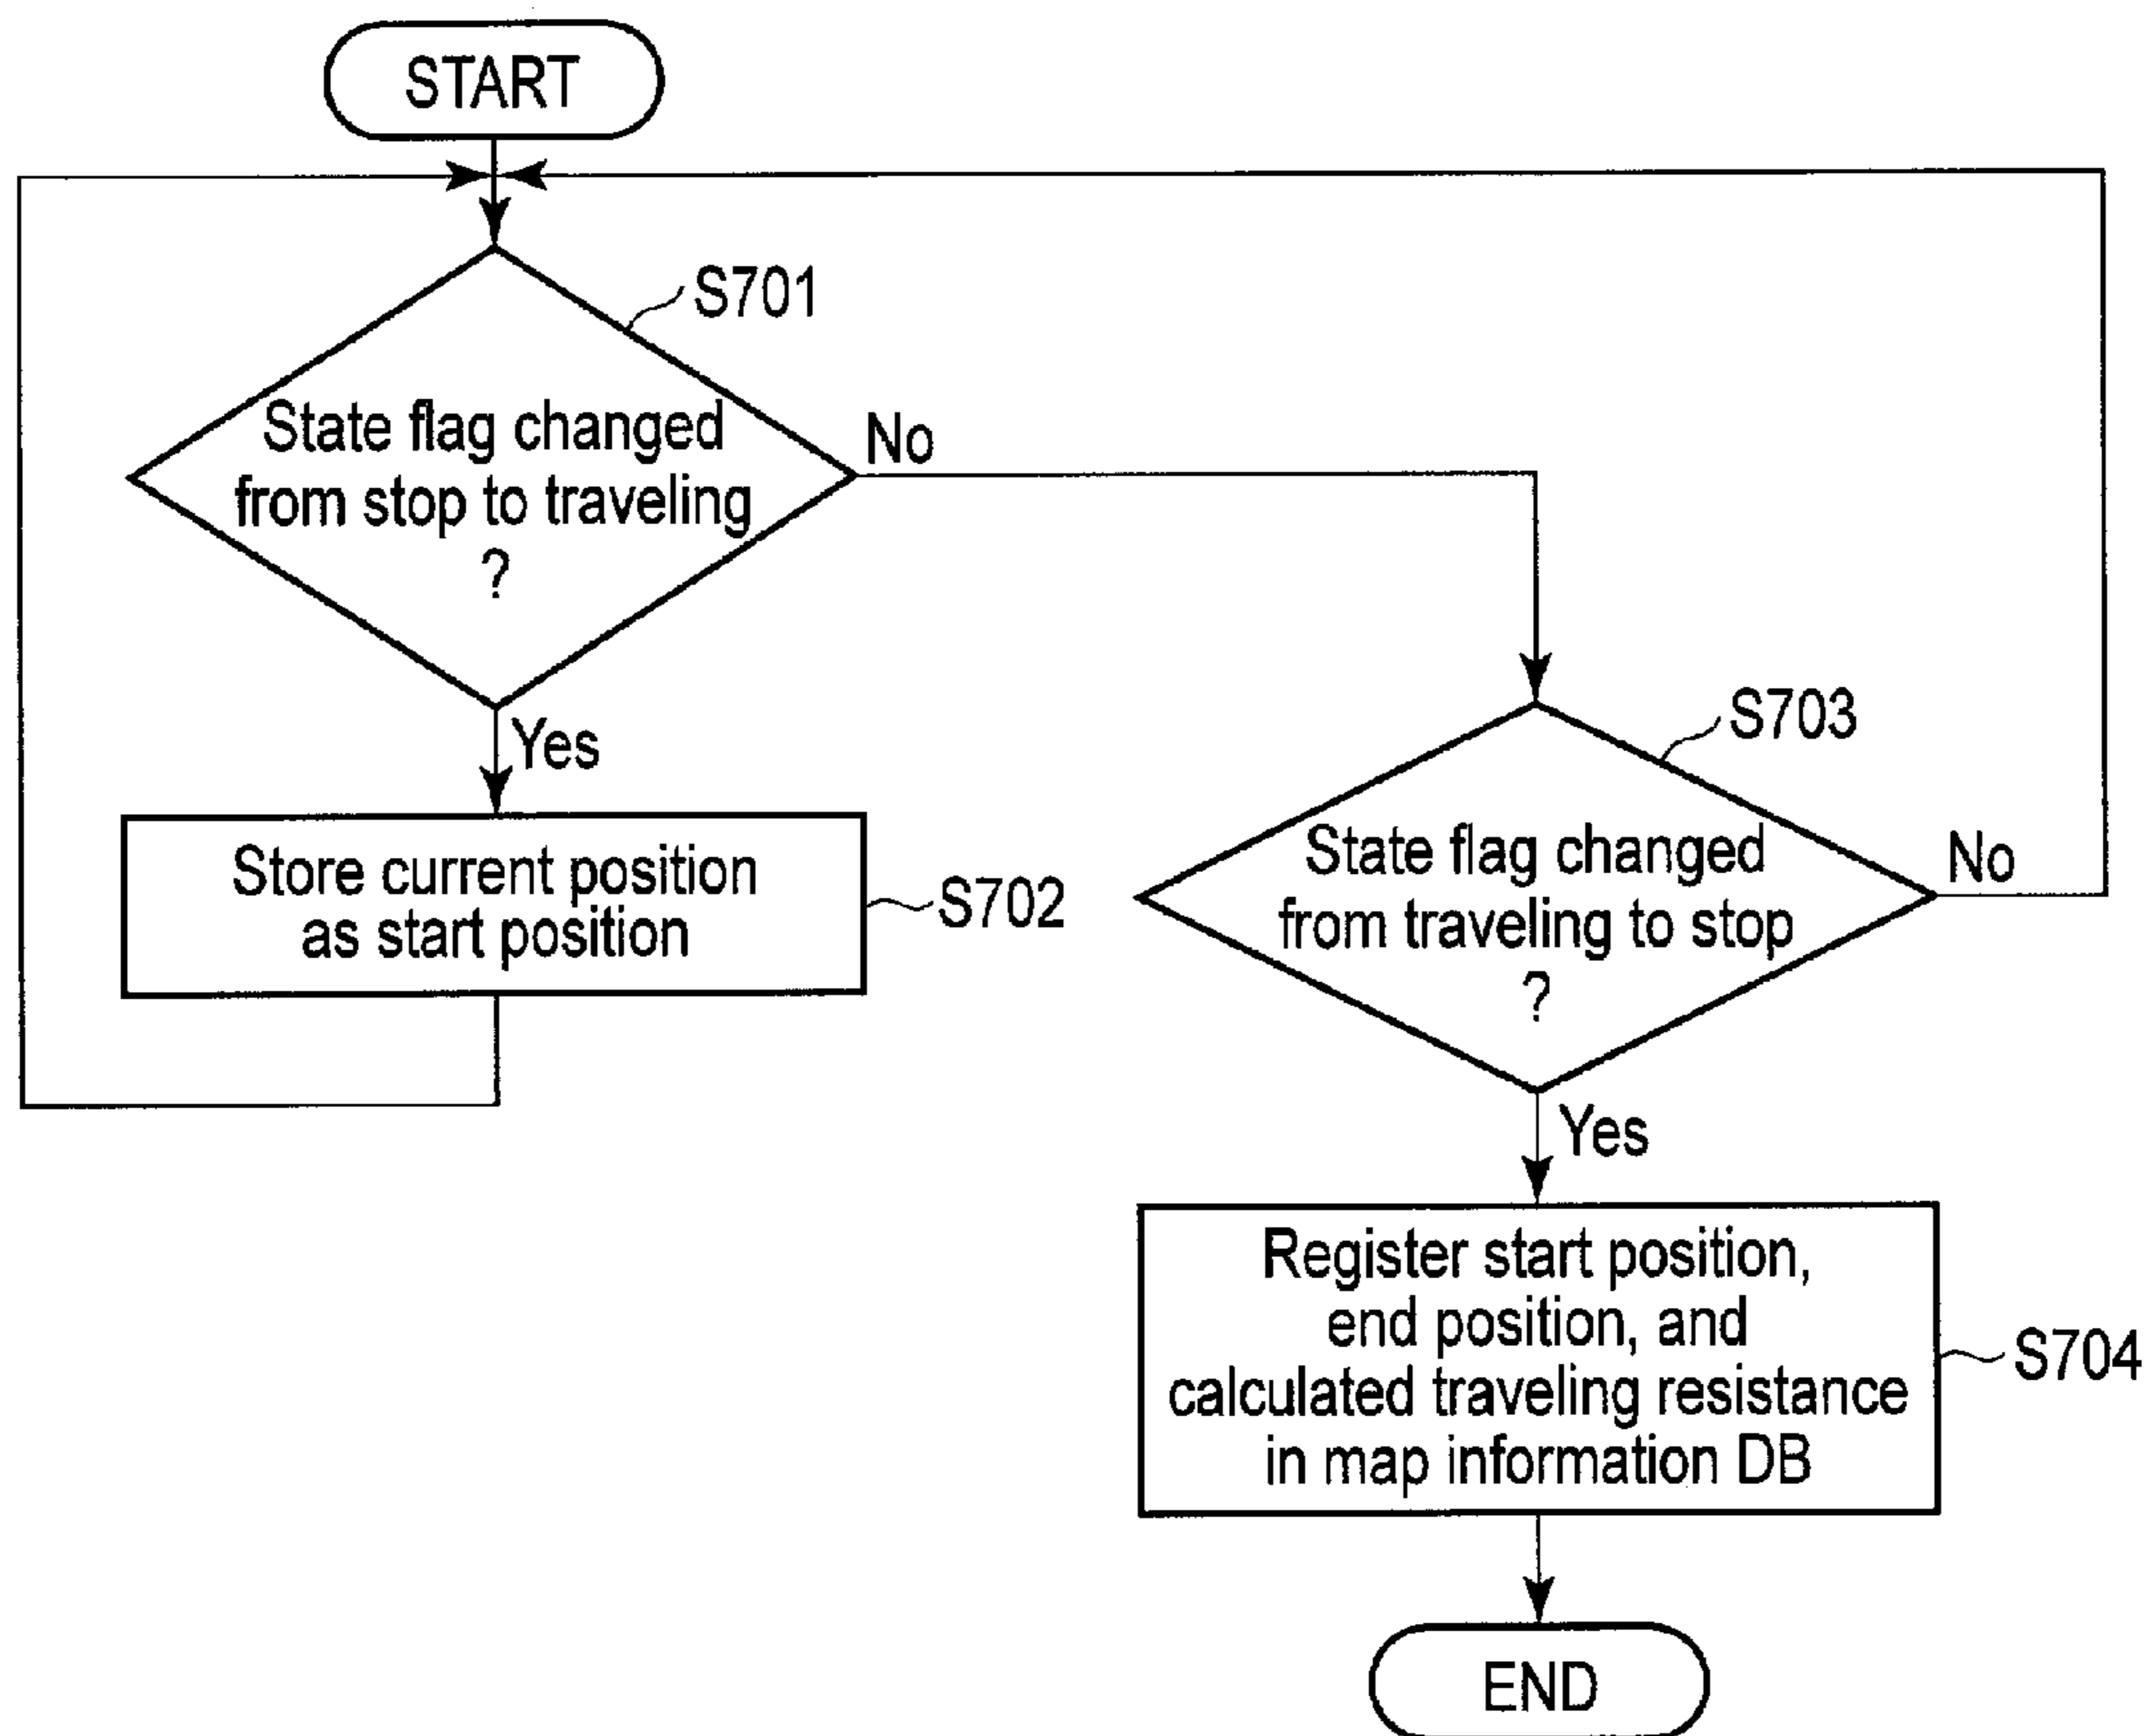 START
S701
State flag changed
from stop to traveling
?
No
Yes
Store current position
as start position
S702
S703
State flag changed
from traveling to stop
?
No
Yes
Register start position,
end position, and
calculated traveling resistance
in map information DB
S704
END